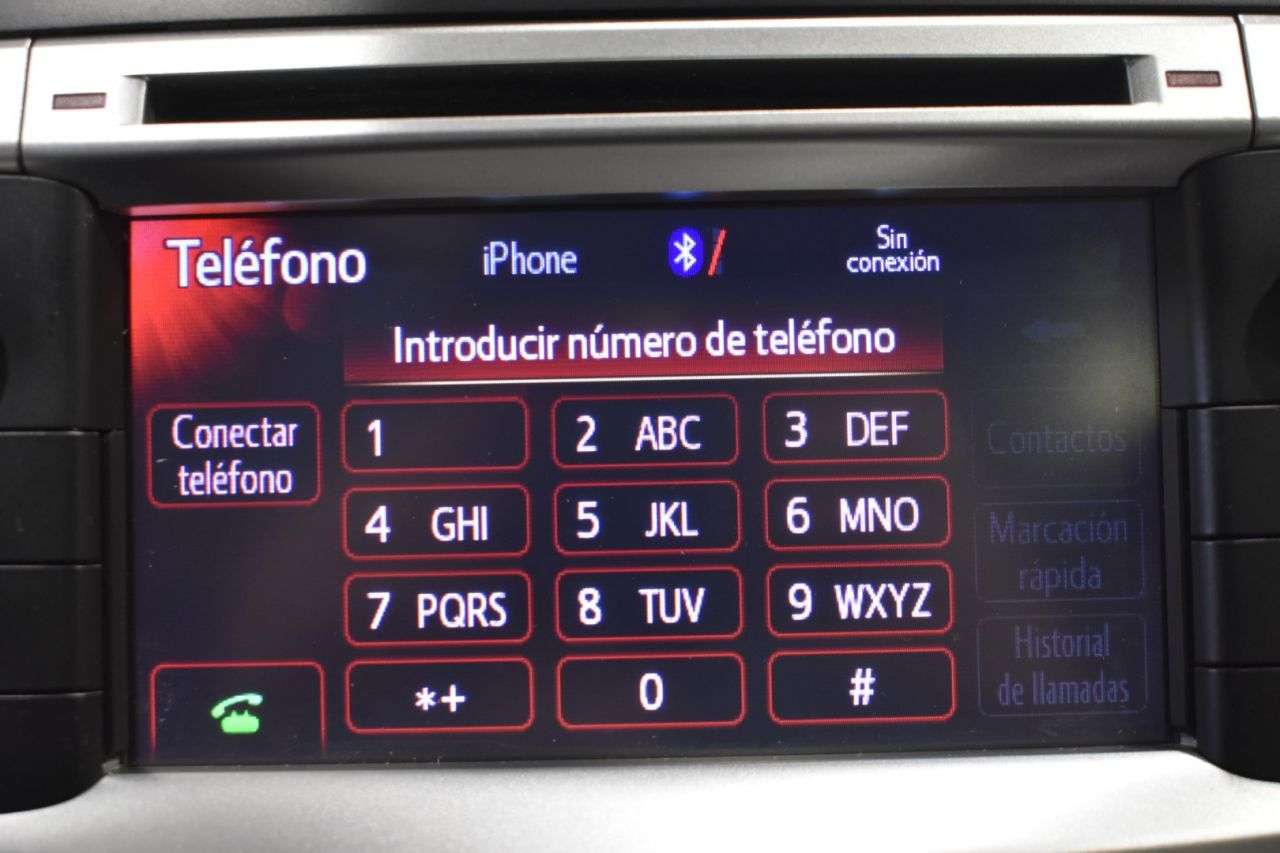 Teléfono
iPhone
Sin
conexión
Introducir número de teléfono
Conectar
teléfono
1
2 ABC
3 DEF
Contactos
4 GHI
5 JKL
6 MNO
Marcación
rápida
7 PQRS
8 TUV
9 WXYZ
Historial
de llamadas
*+
0
#